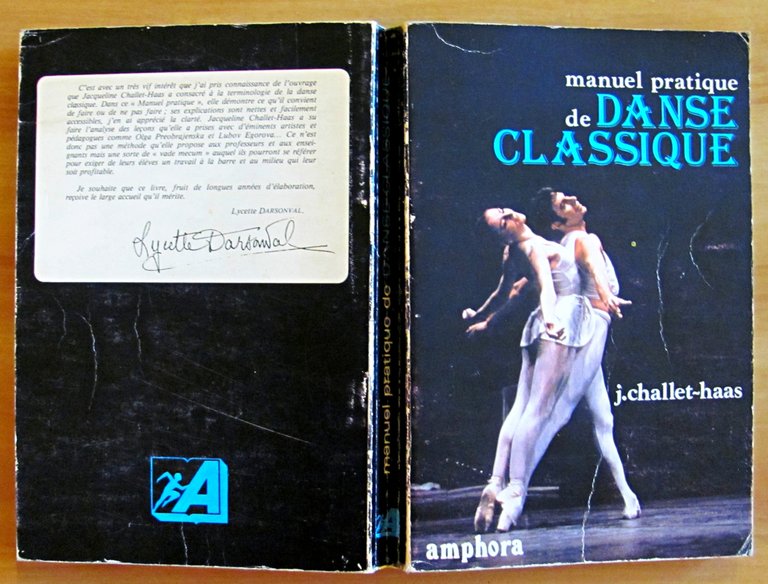 C'est avec un très vif intérêt que j'ai pris connaissance de l'ouvrage
que Jacqueline Challet-Haas a consacré à la terminologie de la danse
classique. Dans ce « Manuel pratique », elle démontre ce qu'il convient
de faire ou de ne pas faire ; ses explications sont nettes et facilement
accessibles, j'en ai apprécié la clarté. Jacqueline Challet-Haas a su
faire l'analyse des leçons qu'elle a prises avec d'éminents artistes et
pédagogues comme Olga Preobrajenska et Lubov Egorova... Ce n'est
donc pas une méthode qu'elle propose aux professeurs et aux ensei-
gnants mais une sorte de « vade mecum » auquel ils pourront se référer
pour exiger de leurs élèves un travail à la barre et au milieu qui leur
soit profitable.
Je souhaite que ce livre, fruit de longues années d'élaboration,
reçoive le large accueil qu'il mérite.
Lycette DARSONVAL.
Lycette Darsonval
A
manuel pratique de DANSE CLASSIQUE
A
manuel pratique
de DANSE
CLASSIQUE
j.challet-haas
amphora